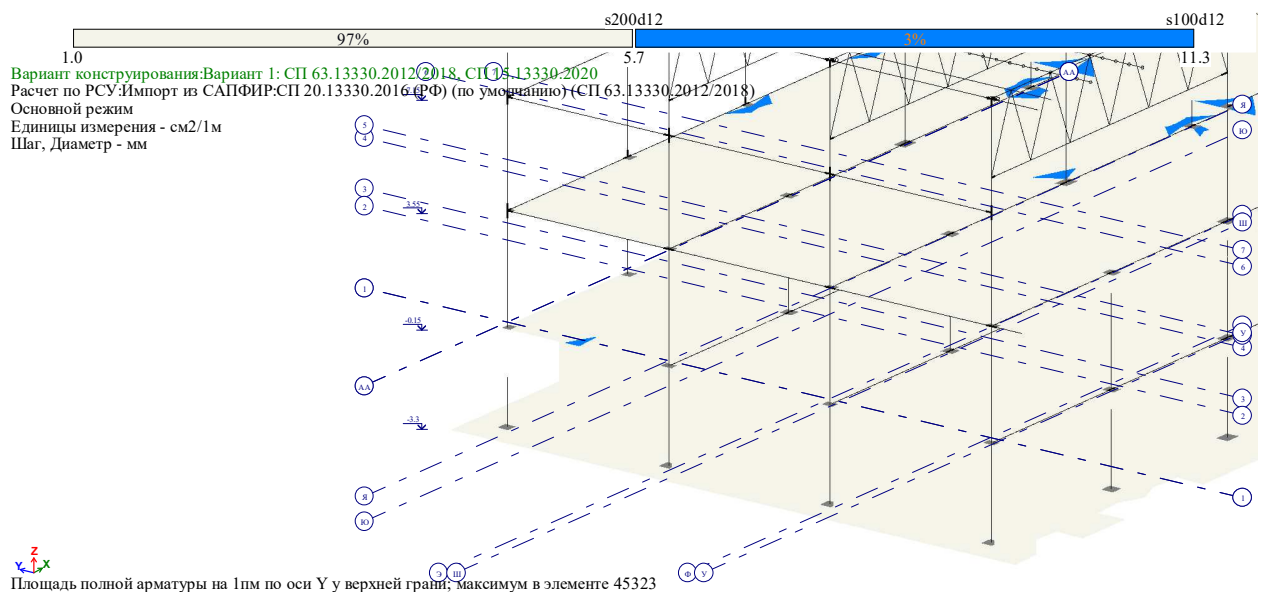 s200d12 s100d12
97% 3%
1.0 5.7 11.3
Вариант конструирования:Вариант 1: СП 63.13330.2012/2018, СП 15.13330.2020
Расчет по РСУ:Импорт из САПФИР:СП 20.13330.2016 (РФ) (по умолчанию) (СП 63.13330.2012/2018)
Основной режим
Единицы измерения - см2/1м
Шаг, Диаметр - мм
АА
Я
Ю
5
4
3
2
3.55
Ш
7
6
1
-0.15
У
4
АА
3
2
-3.3
Я
1
Ю
Z
Y X
Э Ш Ф У
Площадь полной арматуры на 1пм по оси Y у верхней грани; максимум в элементе 45323